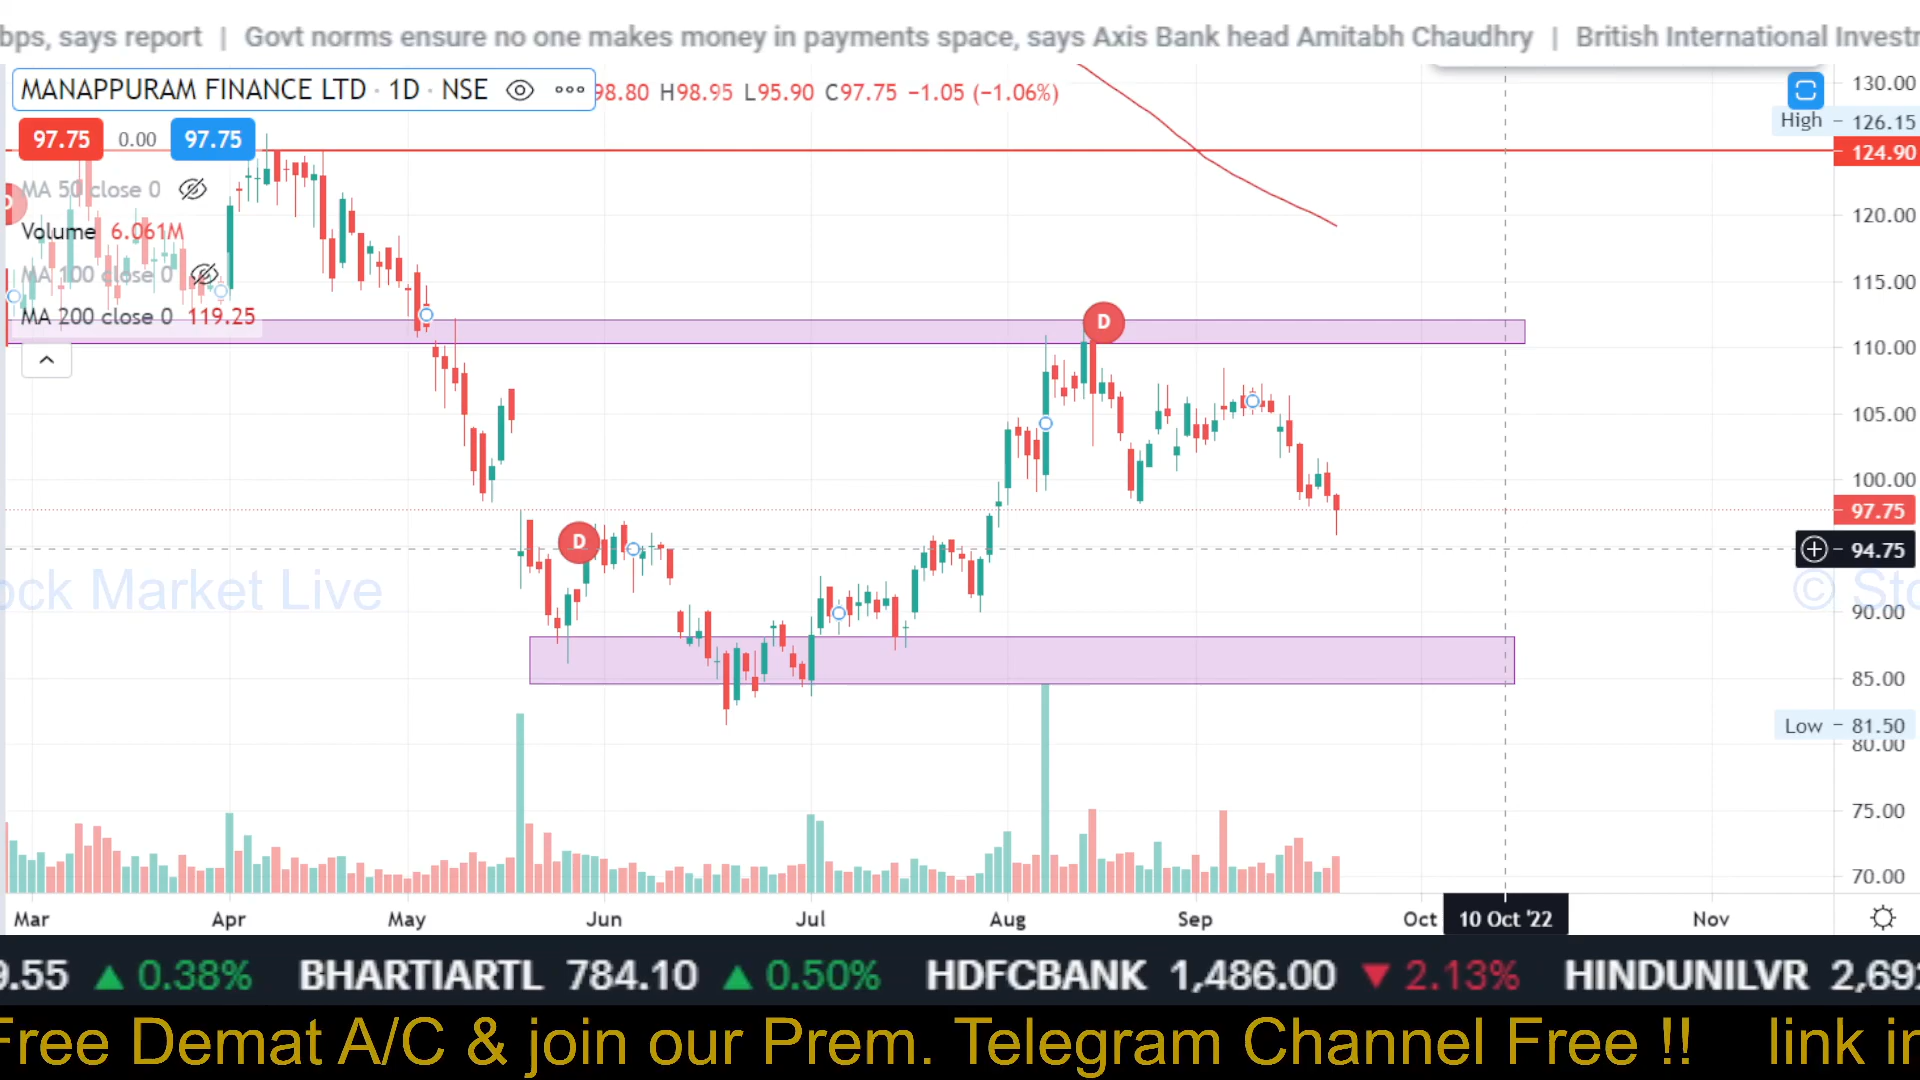 bps, says report | Govt norms ensure no one makes money in payments space, says Axis Bank head Amitabh Chaudhry | British International Investm
MANAPPURAM FINANCE LTD · 1D · NSE 98.80 H98.95 L95.90 C97.75 −1.05 (−1.06%)
97.75 0.00 97.75
MA 50 close 0
Volume 6.061M
MA 100 close 0
MA 200 close 0 119.25
D
D
130.00
High 126.15
124.90
120.00
115.00
110.00
105.00
100.00
97.75
94.75
90.00
85.00
Low 81.50
80.00
75.00
70.00
ock Market Live
© Sto
Mar Apr May Jun Jul Aug Sep Oct 10 Oct '22 Nov
9.55 ▲ 0.38% BHARTIARTL 784.10 ▲ 0.50% HDFCBANK 1,486.00 ▼ 2.13% HINDUNILVR 2,692
Free Demat A/C & join our Prem. Telegram Channel Free !! link in